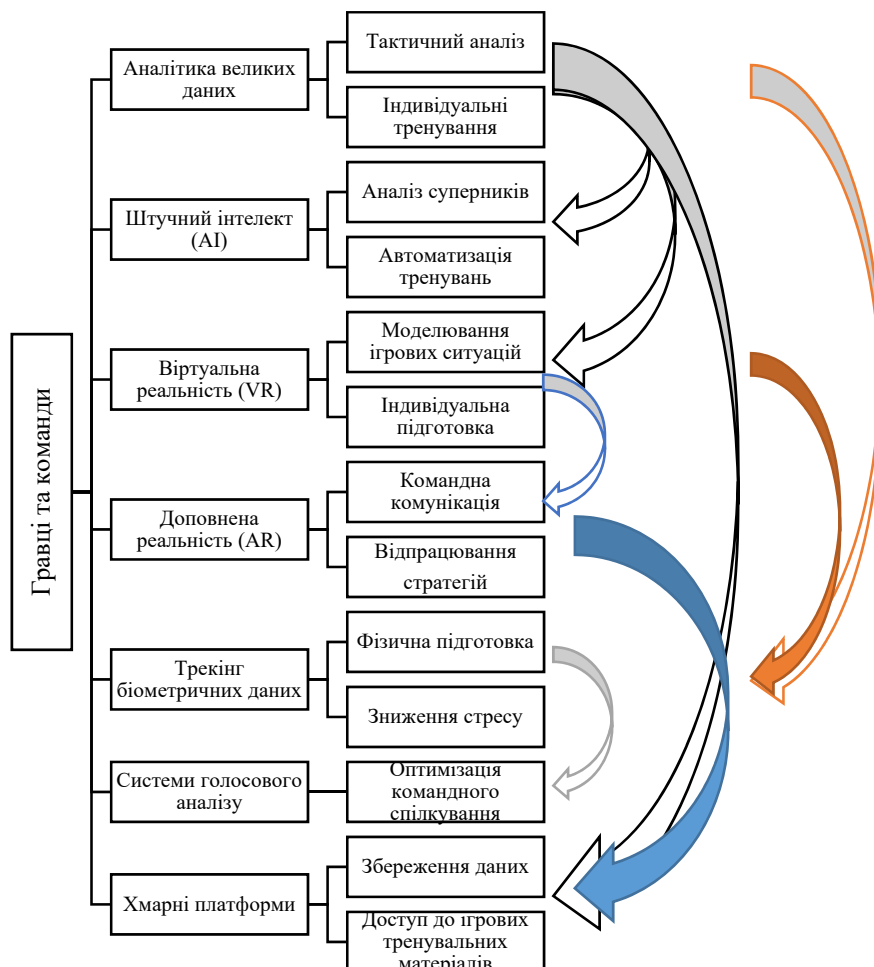 Гравці та команди
Аналітика великих
даних
Тактичний аналіз
Індивідуальні
тренування
Штучний інтелект
(AI)
Аналіз суперників
Автоматизація
тренувань
Віртуальна
реальність (VR)
Моделювання
ігрових ситуацій
Індивідуальна
підготовка
Доповнена
реальність (AR)
Командна
комунікація
Відпрацювання
стратегій
Трекінг
біометричних даних
Фізична підготовка
Зниження стресу
Системи голосового
аналізу
Оптимізація
командного
спілкування
Хмарні платформи
Збереження даних
Доступ до ігрових
тренувальних
матеріалів